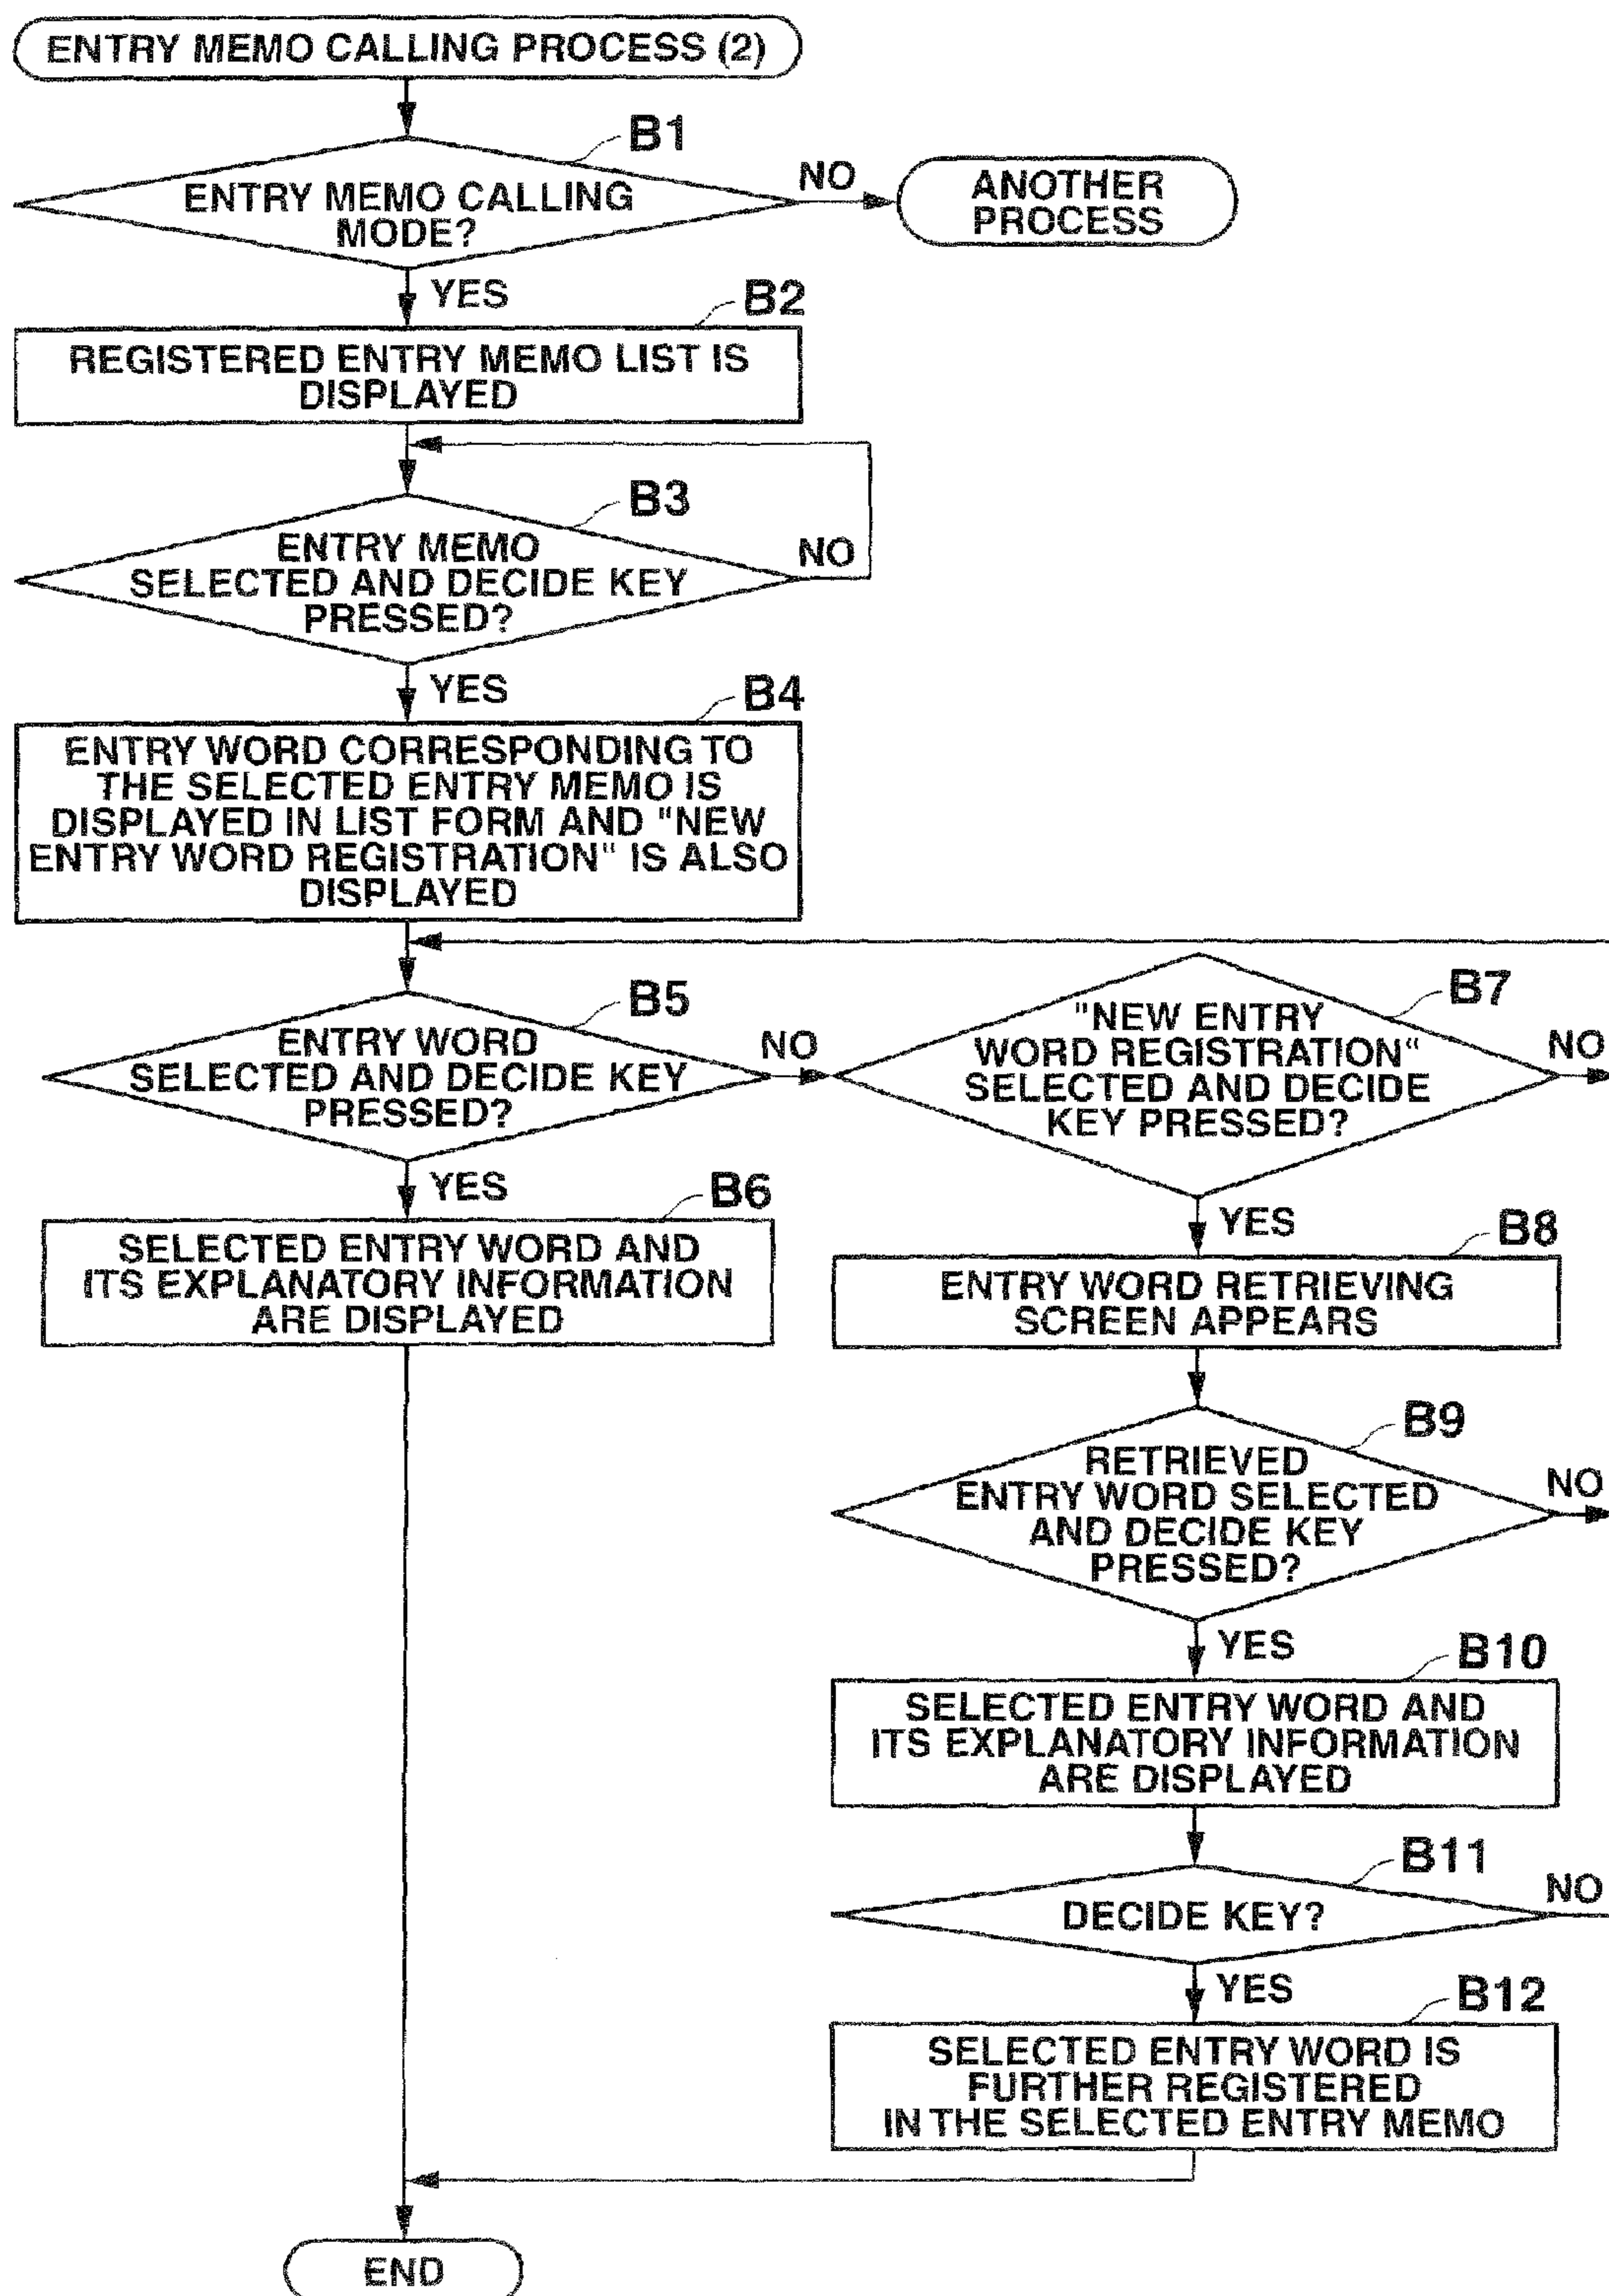 ENTRY MEMO CALLING PROCESS (2)
B1
ENTRY MEMO CALLING
MODE?
NO
ANOTHER
PROCESS
YES
B2
REGISTERED ENTRY MEMO LIST IS
DISPLAYED
B3
ENTRY MEMO
SELECTED AND DECIDE KEY
PRESSED?
NO
YES
B4
ENTRY WORD CORRESPONDING TO
THE SELECTED ENTRY MEMO IS
DISPLAYED IN LIST FORM AND "NEW
ENTRY WORD REGISTRATION" IS ALSO
DISPLAYED
B5
ENTRY WORD
SELECTED AND DECIDE KEY
PRESSED?
NO
YES
B6
SELECTED ENTRY WORD AND
ITS EXPLANATORY INFORMATION
ARE DISPLAYED
B7
"NEW ENTRY
WORD REGISTRATION"
SELECTED AND DECIDE
KEY PRESSED?
NO
YES
B8
ENTRY WORD RETRIEVING
SCREEN APPEARS
B9
RETRIEVED
ENTRY WORD SELECTED
AND DECIDE KEY
PRESSED?
NO
YES
B10
SELECTED ENTRY WORD AND
ITS EXPLANATORY INFORMATION
ARE DISPLAYED
B11
DECIDE KEY?
NO
YES
B12
SELECTED ENTRY WORD IS
FURTHER REGISTERED
IN THE SELECTED ENTRY MEMO
END